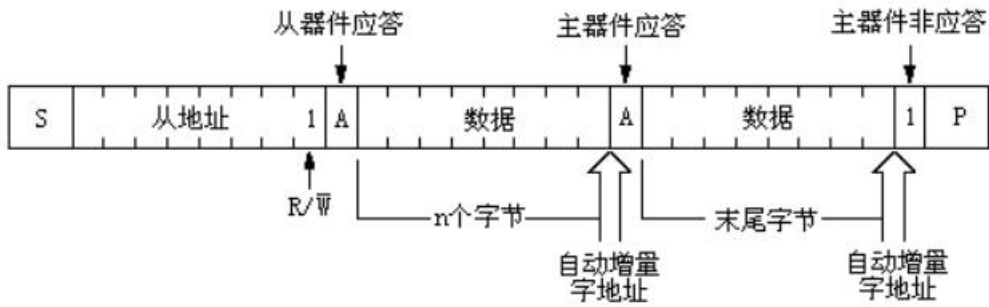 从器件应答 主器件应答 主器件非应答
S 从地址 1 A 数据 A 数据 1 P
R/W̅ n个字节 末尾字节
自动增量 自动增量
字地址 字地址